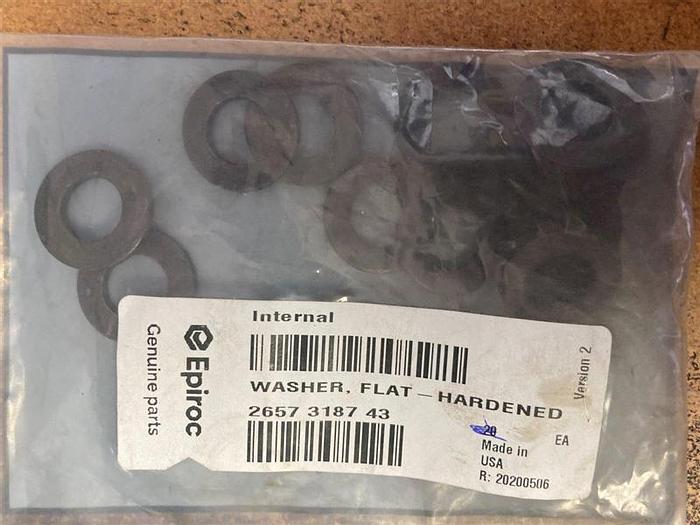 Epiroc
Genuine parts
Internal
WASHER, FLAT - HARDENED
2657 3187 43
20 EA
Made in
USA
R: 20200506
Version 2